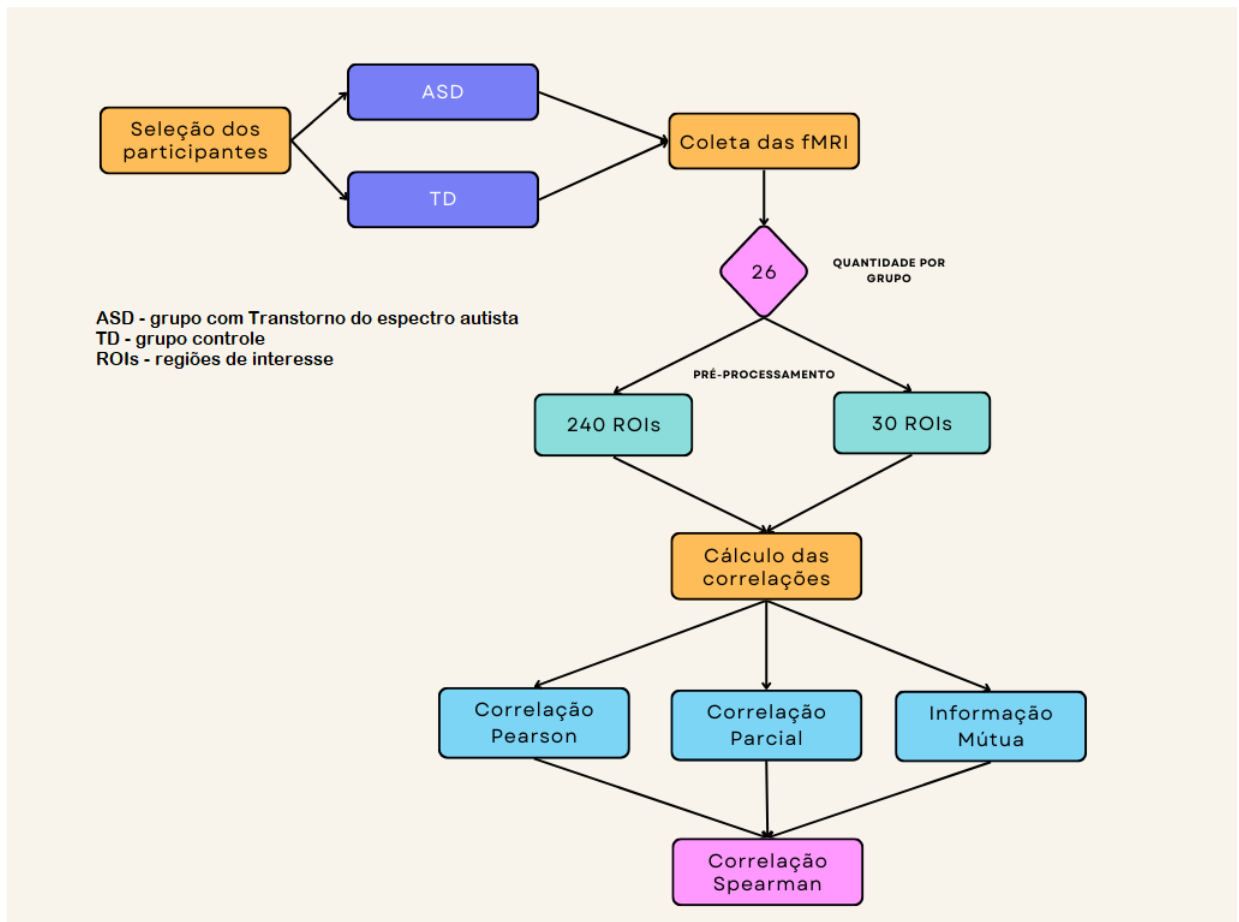 ASD
Seleção dos
participantes
Coleta das fMRI
TD
26
QUANTIDADE POR
GRUPO
ASD - grupo com Transtorno do espectro autista
TD - grupo controle
ROIs - regiões de interesse
PRÉ-PROCESSAMENTO
240 ROIs
30 ROIs
Cálculo das
correlações
Correlação
Pearson
Correlação
Parcial
Informação
Mútua
Correlação
Spearman